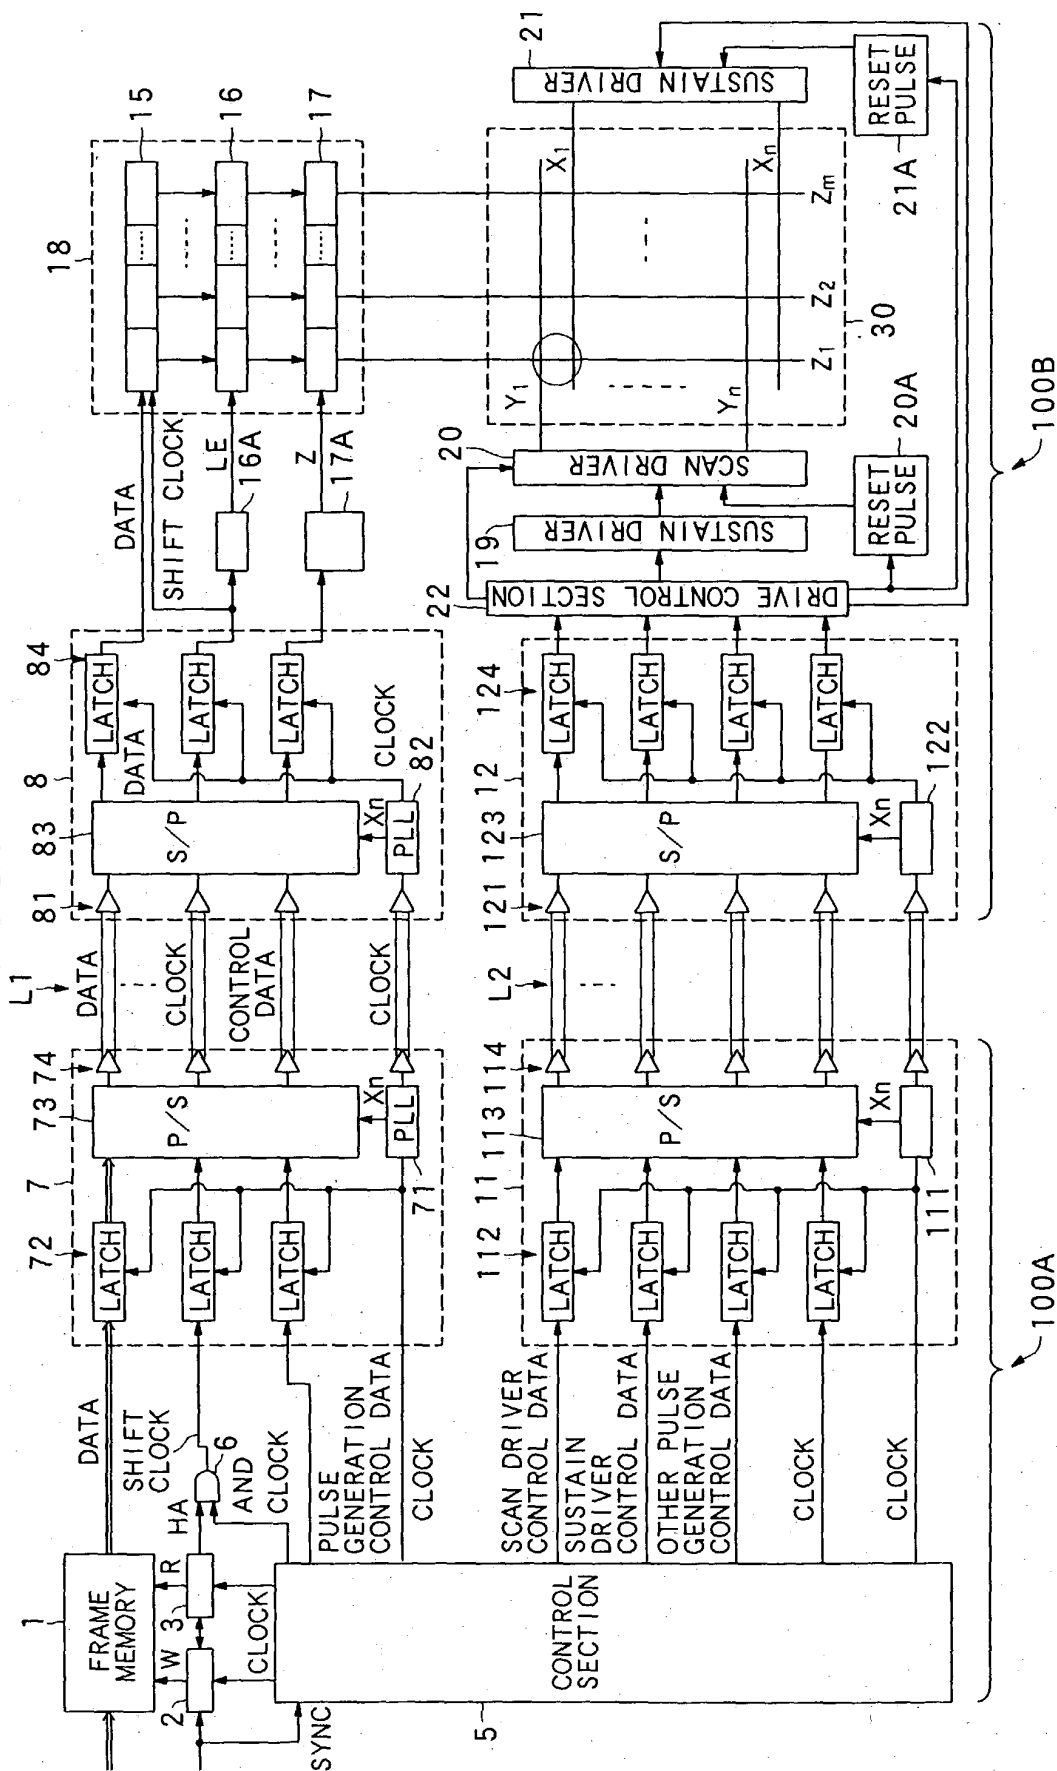 1
FRAME
MEMORY
W
R
2
3
SYNC
CLOCK
5
CONTROL
SECTION
HA
6
AND
DATA
SHIFT
CLOCK
CLOCK
PULSE
GENERATION
CONTROL DATA
CLOCK
SCAN DRIVER
CONTROL DATA
SUSTAIN
DRIVER
CONTROL DATA
OTHER PULSE
GENERATION
CONTROL DATA
CLOCK
CLOCK
100A
7
72
LATCH
LATCH
LATCH
73
P/S
74
Xn
PLL
71
11
112
LATCH
LATCH
LATCH
LATCH
113
P/S
114
Xn
111
L1
DATA
CLOCK
CONTROL
DATA
CLOCK
L2
8
81
83
S/P
Xn
PLL
82
84
LATCH
LATCH
LATCH
DATA
CLOCK
12
121
123
S/P
Xn
122
124
LATCH
LATCH
LATCH
LATCH
DATA
SHIFT CLOCK
LE
16A
Z
17A
18
15
16
17
22
DRIVE CONTROL SECTION
19
SUSTAIN DRIVER
20
SCAN DRIVER
RESET
PULSE
20A
Y1
Yn
X1
Xn
Z1
Z2
Zm
30
21
SUSTAIN DRIVER
RESET
PULSE
21A
100B